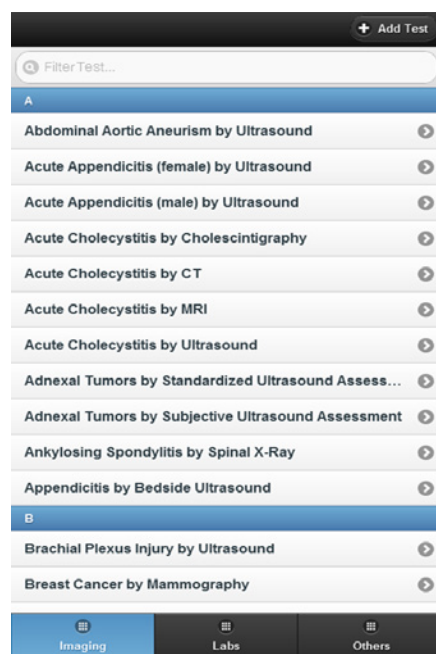 Add Test
Filter Test...
A
Abdominal Aortic Aneurism by Ultrasound
Acute Appendicitis (female) by Ultrasound
Acute Appendicitis (male) by Ultrasound
Acute Cholecystitis by Cholescintigraphy
Acute Cholecystitis by CT
Acute Cholecystitis by MRI
Acute Cholecystitis by Ultrasound
Adnexal Tumors by Standardized Ultrasound Assess...
Adnexal Tumors by Subjective Ultrasound Assessment
Ankylosing Spondylitis by Spinal X-Ray
Appendicitis by Bedside Ultrasound
B
Brachial Plexus Injury by Ultrasound
Breast Cancer by Mammography
Imaging Labs Others